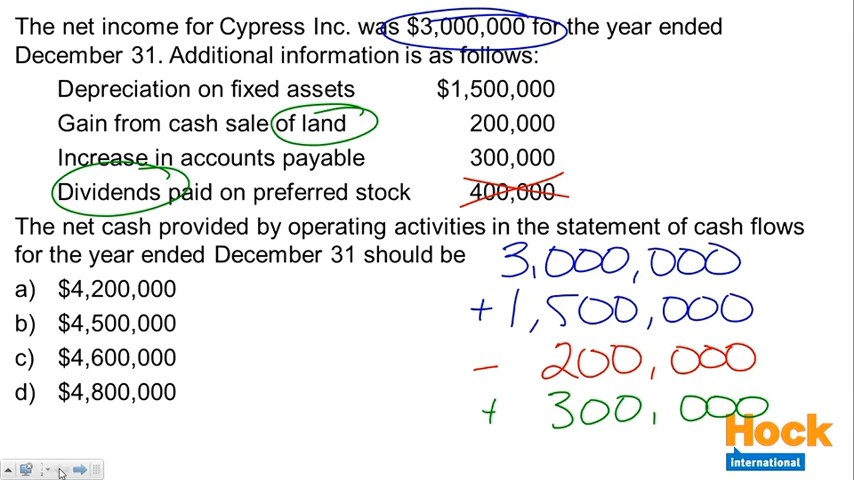 The net income for Cypress Inc. was $3,000,000 for the year ended
December 31. Additional information is as follows:
Depreciation on fixed assets $1,500,000
Gain from cash sale of land 200,000
Increase in accounts payable 300,000
Dividends paid on preferred stock 400,000
The net cash provided by operating activities in the statement of cash flows
for the year ended December 31 should be
a) $4,200,000
b) $4,500,000
c) $4,600,000
d) $4,800,000
3,000,000
+ 1,500,000
- 200,000
+ 300,000
Hock
international